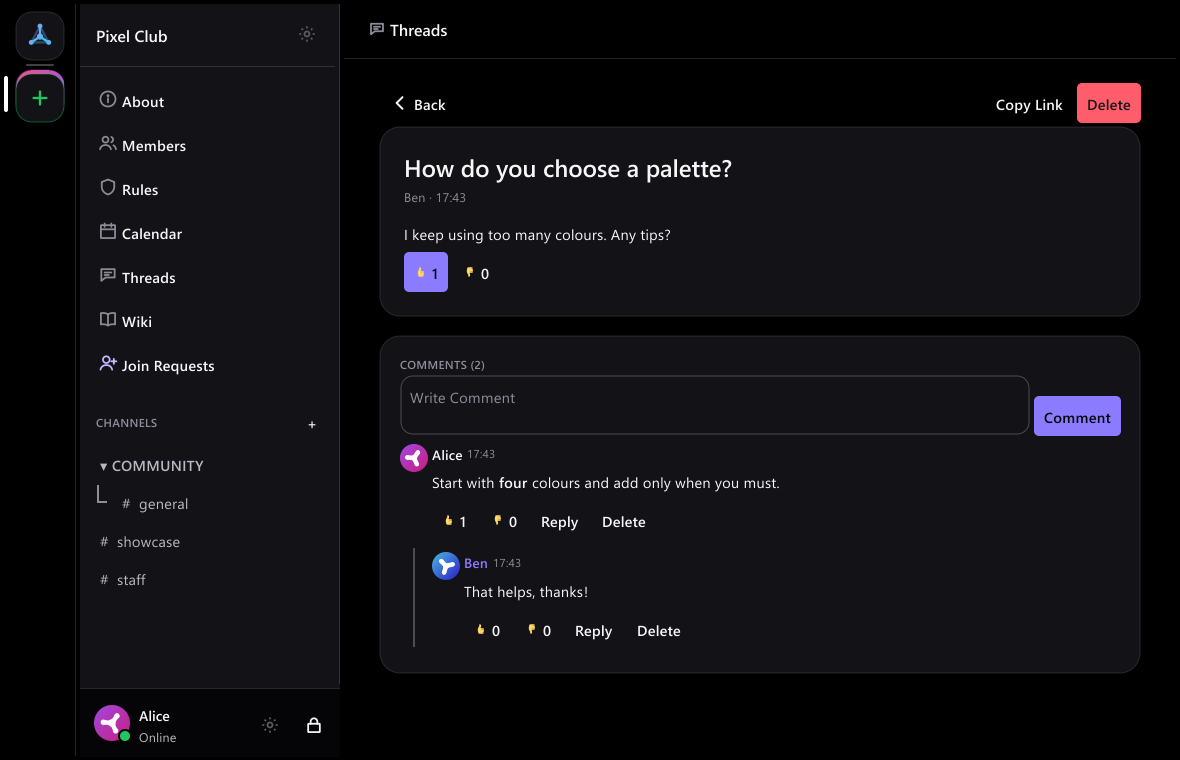 Pixel Club
About
Members
Rules
Calendar
Threads
Wiki
Join Requests
CHANNELS +
▾ COMMUNITY
# general
# showcase
# staff
Alice
Online
Threads
Back
Copy Link
Delete
How do you choose a palette?
Ben · 17:43
I keep using too many colours. Any tips?
👍 1 👎 0
COMMENTS (2)
Write Comment
Comment
Alice 17:43
Start with four colours and add only when you must.
👍 1 👎 0 Reply Delete
Ben 17:43
That helps, thanks!
👍 0 👎 0 Reply Delete